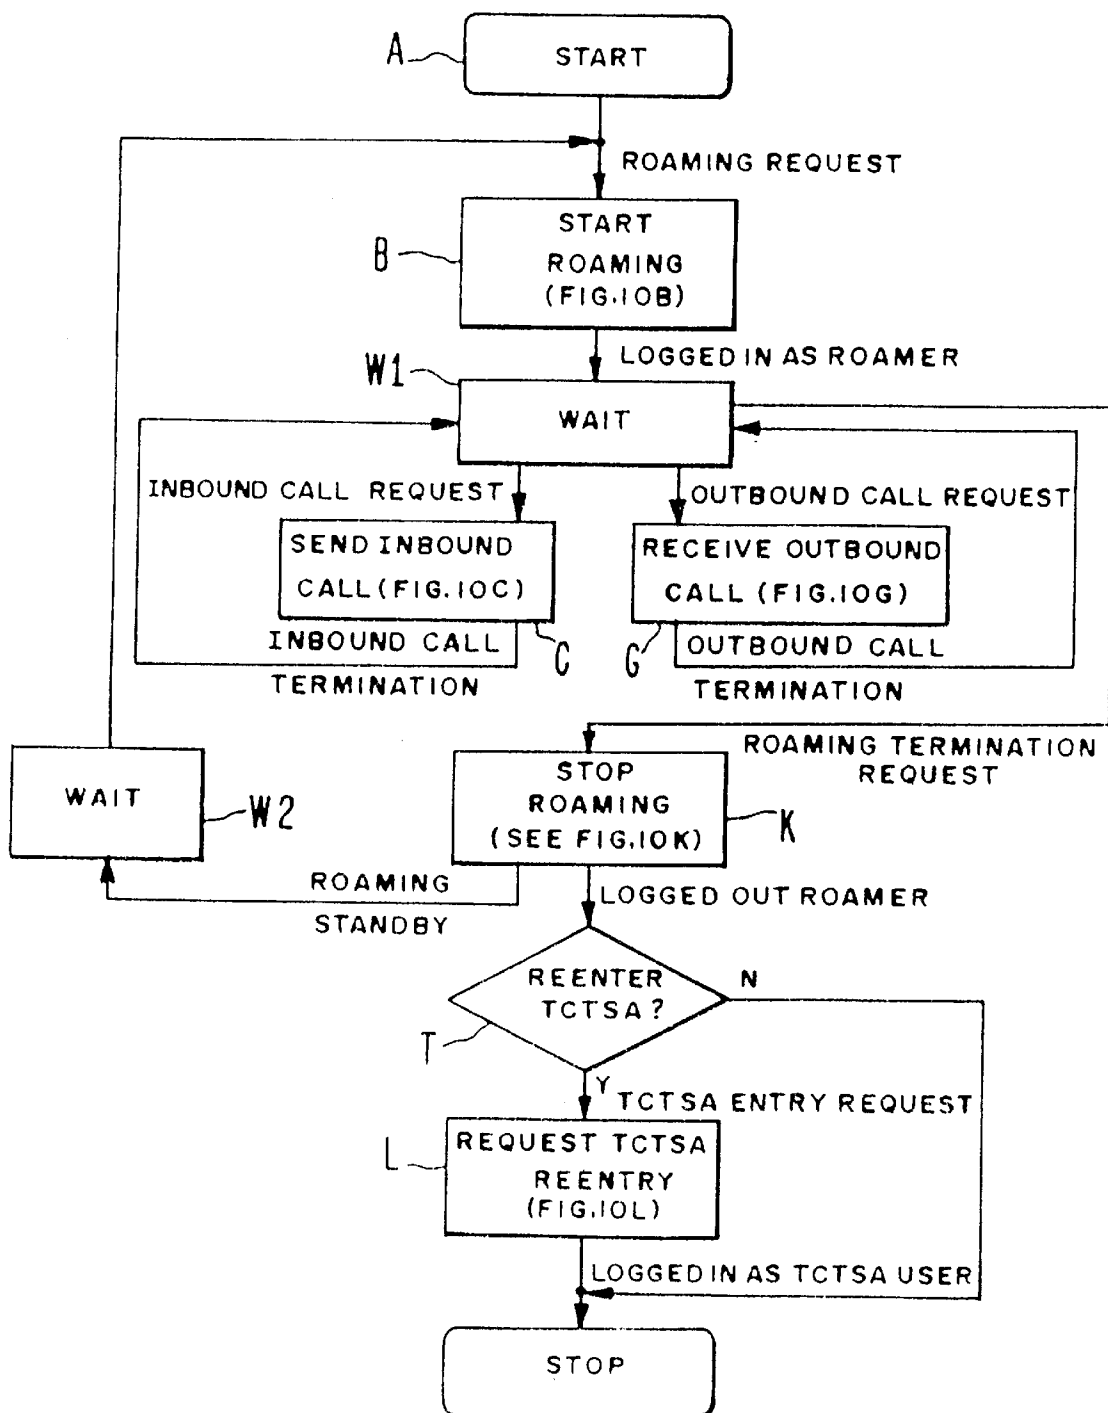 A
START
ROAMING REQUEST
B
START
ROAMING
(FIG.10B)
LOGGED IN AS ROAMER
W1
WAIT
INBOUND CALL REQUEST
OUTBOUND CALL REQUEST
SEND INBOUND
CALL (FIG.10C)
RECEIVE OUTBOUND
CALL (FIG.10G)
INBOUND CALL
TERMINATION
C
G
OUTBOUND CALL
TERMINATION
ROAMING TERMINATION
REQUEST
WAIT
W2
STOP
ROAMING
(SEE FIG.10K)
K
ROAMING
STANDBY
LOGGED OUT ROAMER
REENTER
TCTSA?
N
T
Y
TCTSA ENTRY REQUEST
L
REQUEST TCTSA
REENTRY
(FIG.10L)
LOGGED IN AS TCTSA USER
STOP